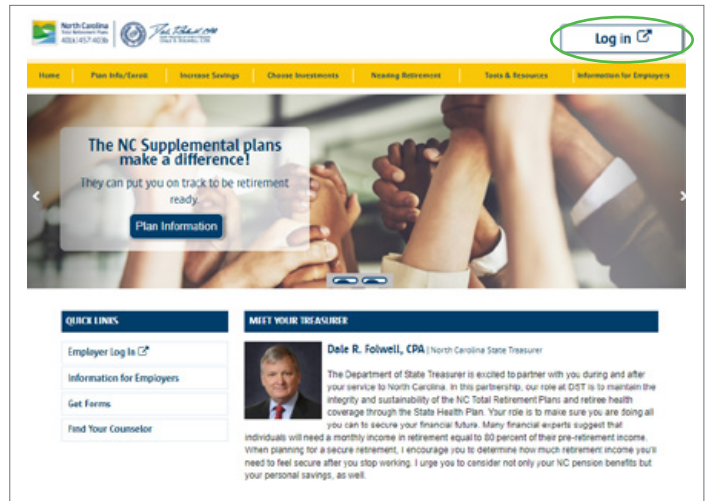 North Carolina
Total Retirement Plans
401k | 457 • 403b
Dale R. Folwell, CPA
Log in
Home
Plan Info/Enroll
Increase Savings
Choose Investments
Nearing Retirement
Tools & Resources
Information for Employers
The NC Supplemental plans
make a difference!
They can put you on track to be retirement
ready.
Plan Information
QUICK LINKS
Employer Log In
Information for Employers
Get Forms
Find Your Counselor
MEET YOUR TREASURER
Dale R. Folwell, CPA | North Carolina State Treasurer
The Department of State Treasurer is excited to partner with you during and after
your service to North Carolina. In this partnership, our role at DST is to maintain the
integrity and sustainability of the NC Total Retirement Plans and retiree health
coverage through the State Health Plan. Your role is to make sure you are doing all
you can to secure your financial future. Many financial experts suggest that
individuals will need a monthly income in retirement equal to 80 percent of their pre-retirement income.
When planning for a secure retirement, I encourage you to determine how much retirement income you'll
need to feel secure after you stop working. I urge you to consider not only your NC pension benefits but
your personal savings, as well.